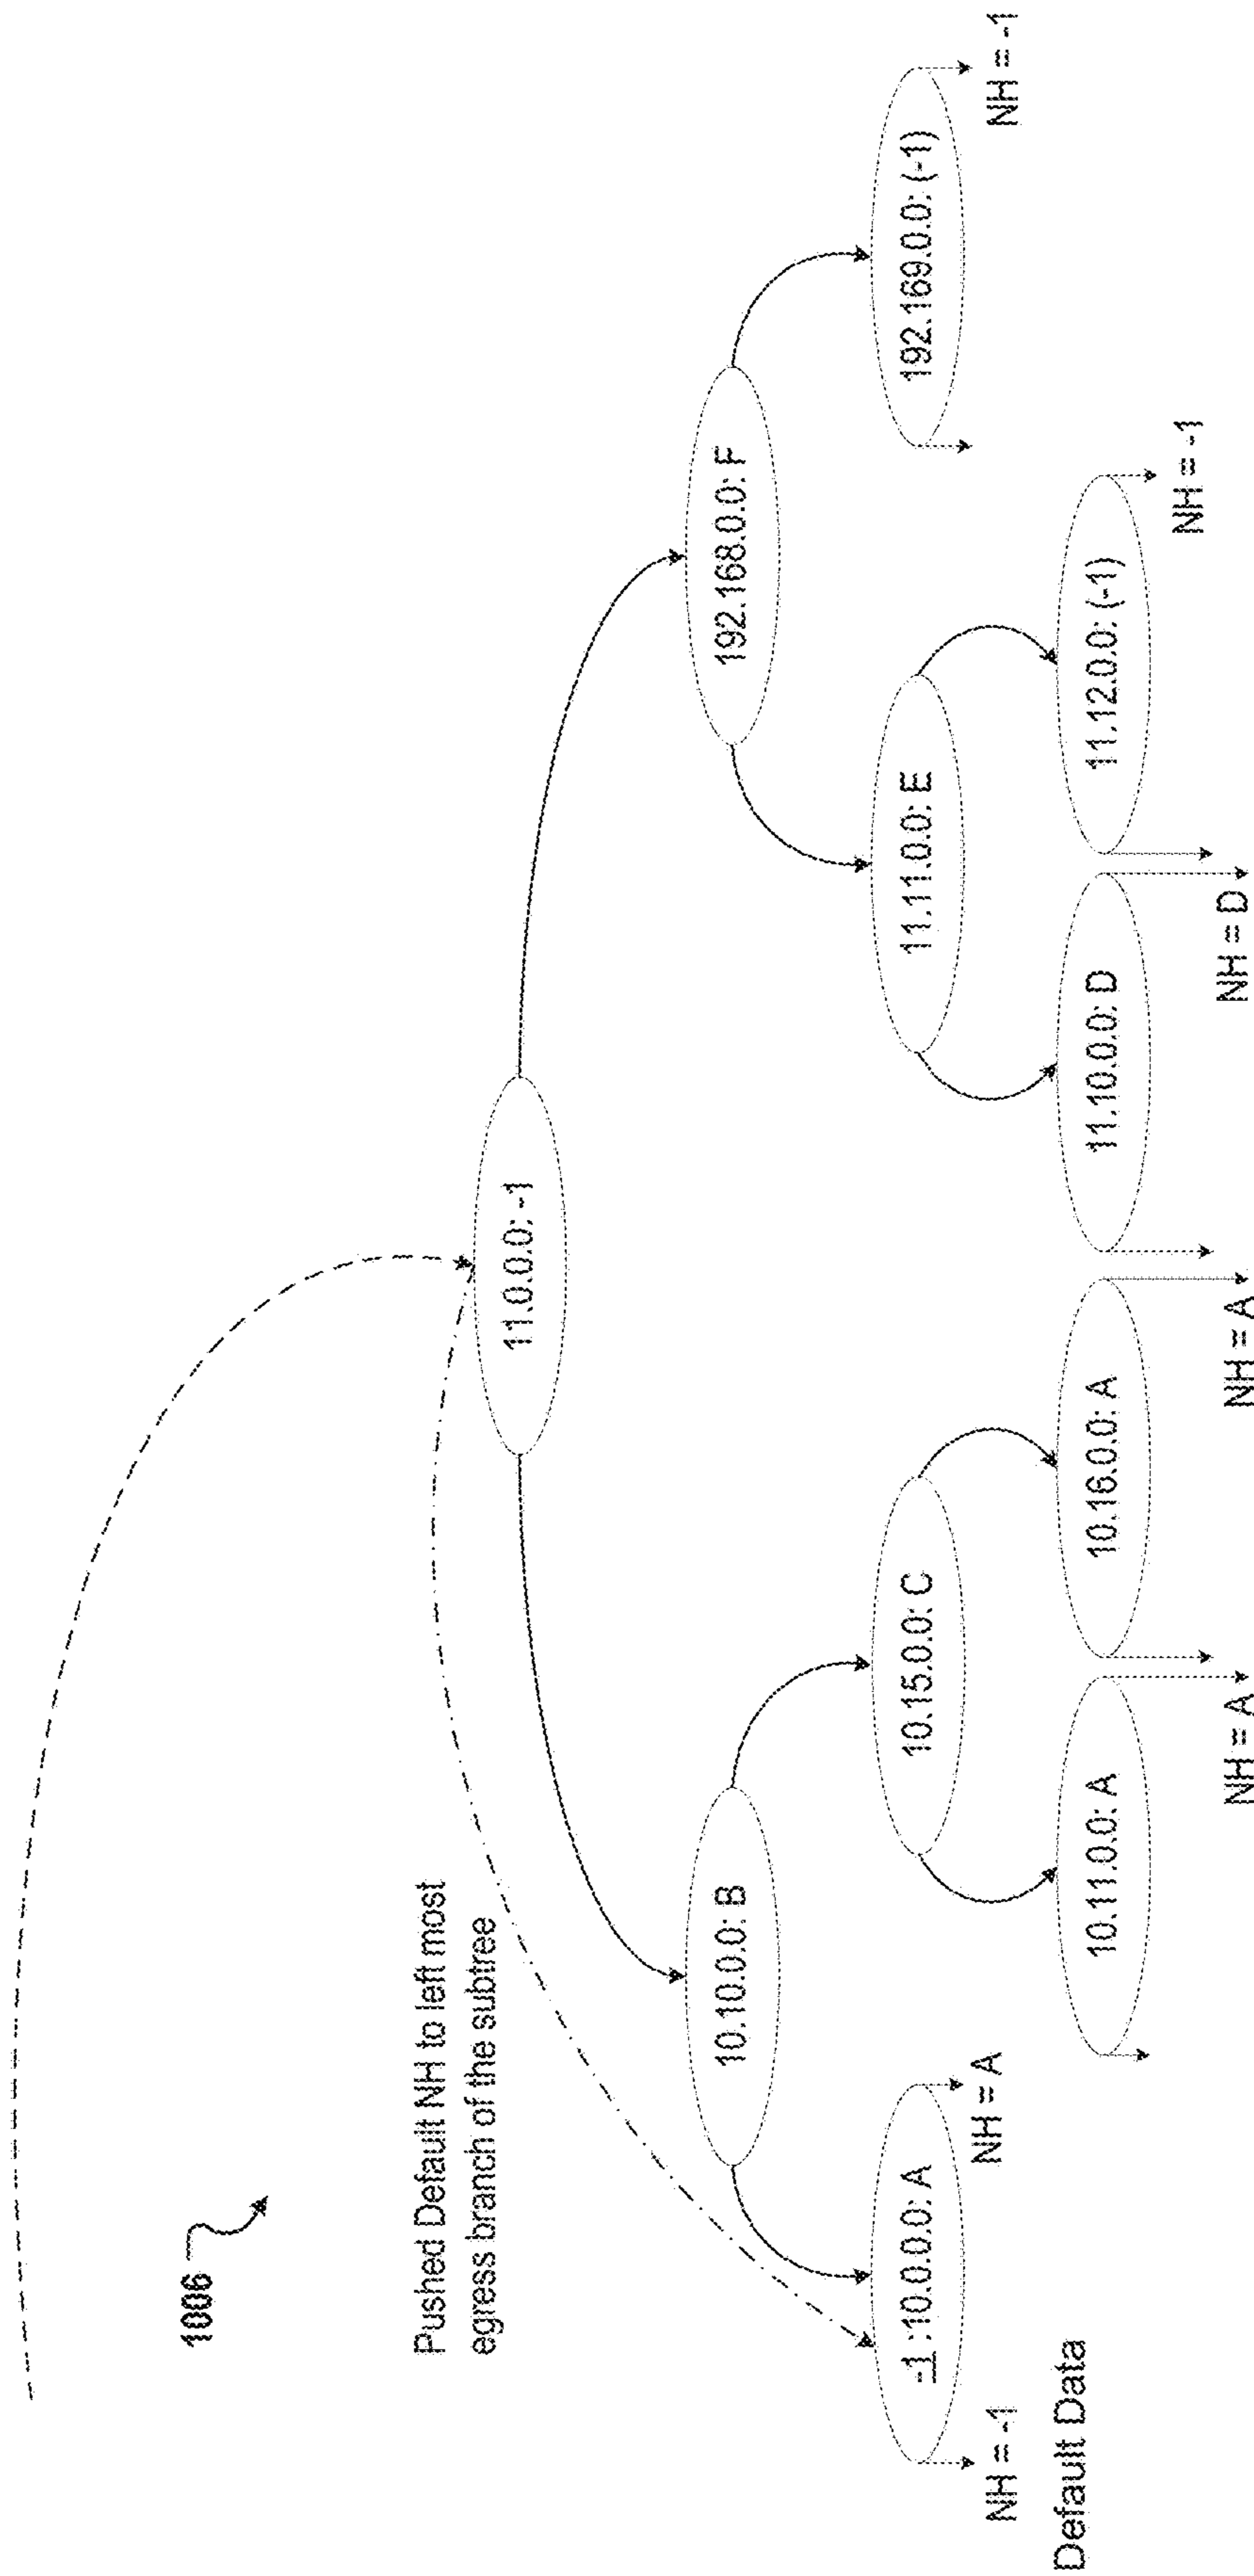 1006
Pushed Default NH to left most
egress branch of the subtree
11.0.0.0: -1
10.10.0.0: B
192.168.0.0: F
-1 :10.0.0.0: A
10.15.0.0: C
11.11.0.0: E
192.169.0.0: (-1)
NH = -1
NH = A
NH = -1
Default Data
10.11.0.0: A
10.16.0.0: A
11.10.0.0: D
11.12.0.0: (-1)
NH = A
NH = A
NH = D
NH = -1